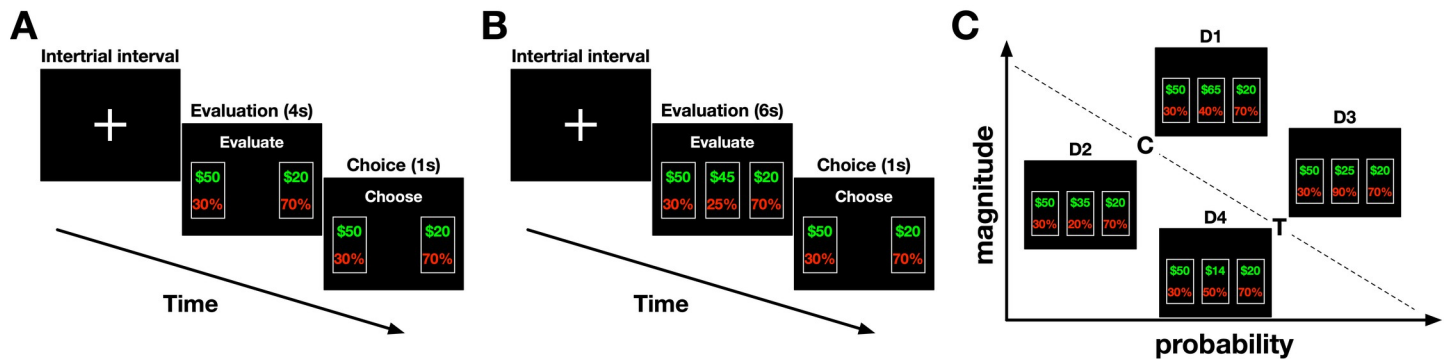 A
Intertrial interval
Evaluation (4s)
Evaluate
$50 $20
30% 70%
Choice (1s)
Choose
$50 $20
30% 70%
Time
B
Intertrial interval
Evaluation (6s)
Evaluate
$50 $45 $20
30% 25% 70%
Choice (1s)
Choose
$50 $20
30% 70%
Time
C
magnitude
D1
$50 $65 $20
30% 40% 70%
C
D3
$50 $25 $20
30% 90% 70%
D2
$50 $35 $20
30% 20% 70%
T
D4
$50 $14 $20
30% 50% 70%
probability